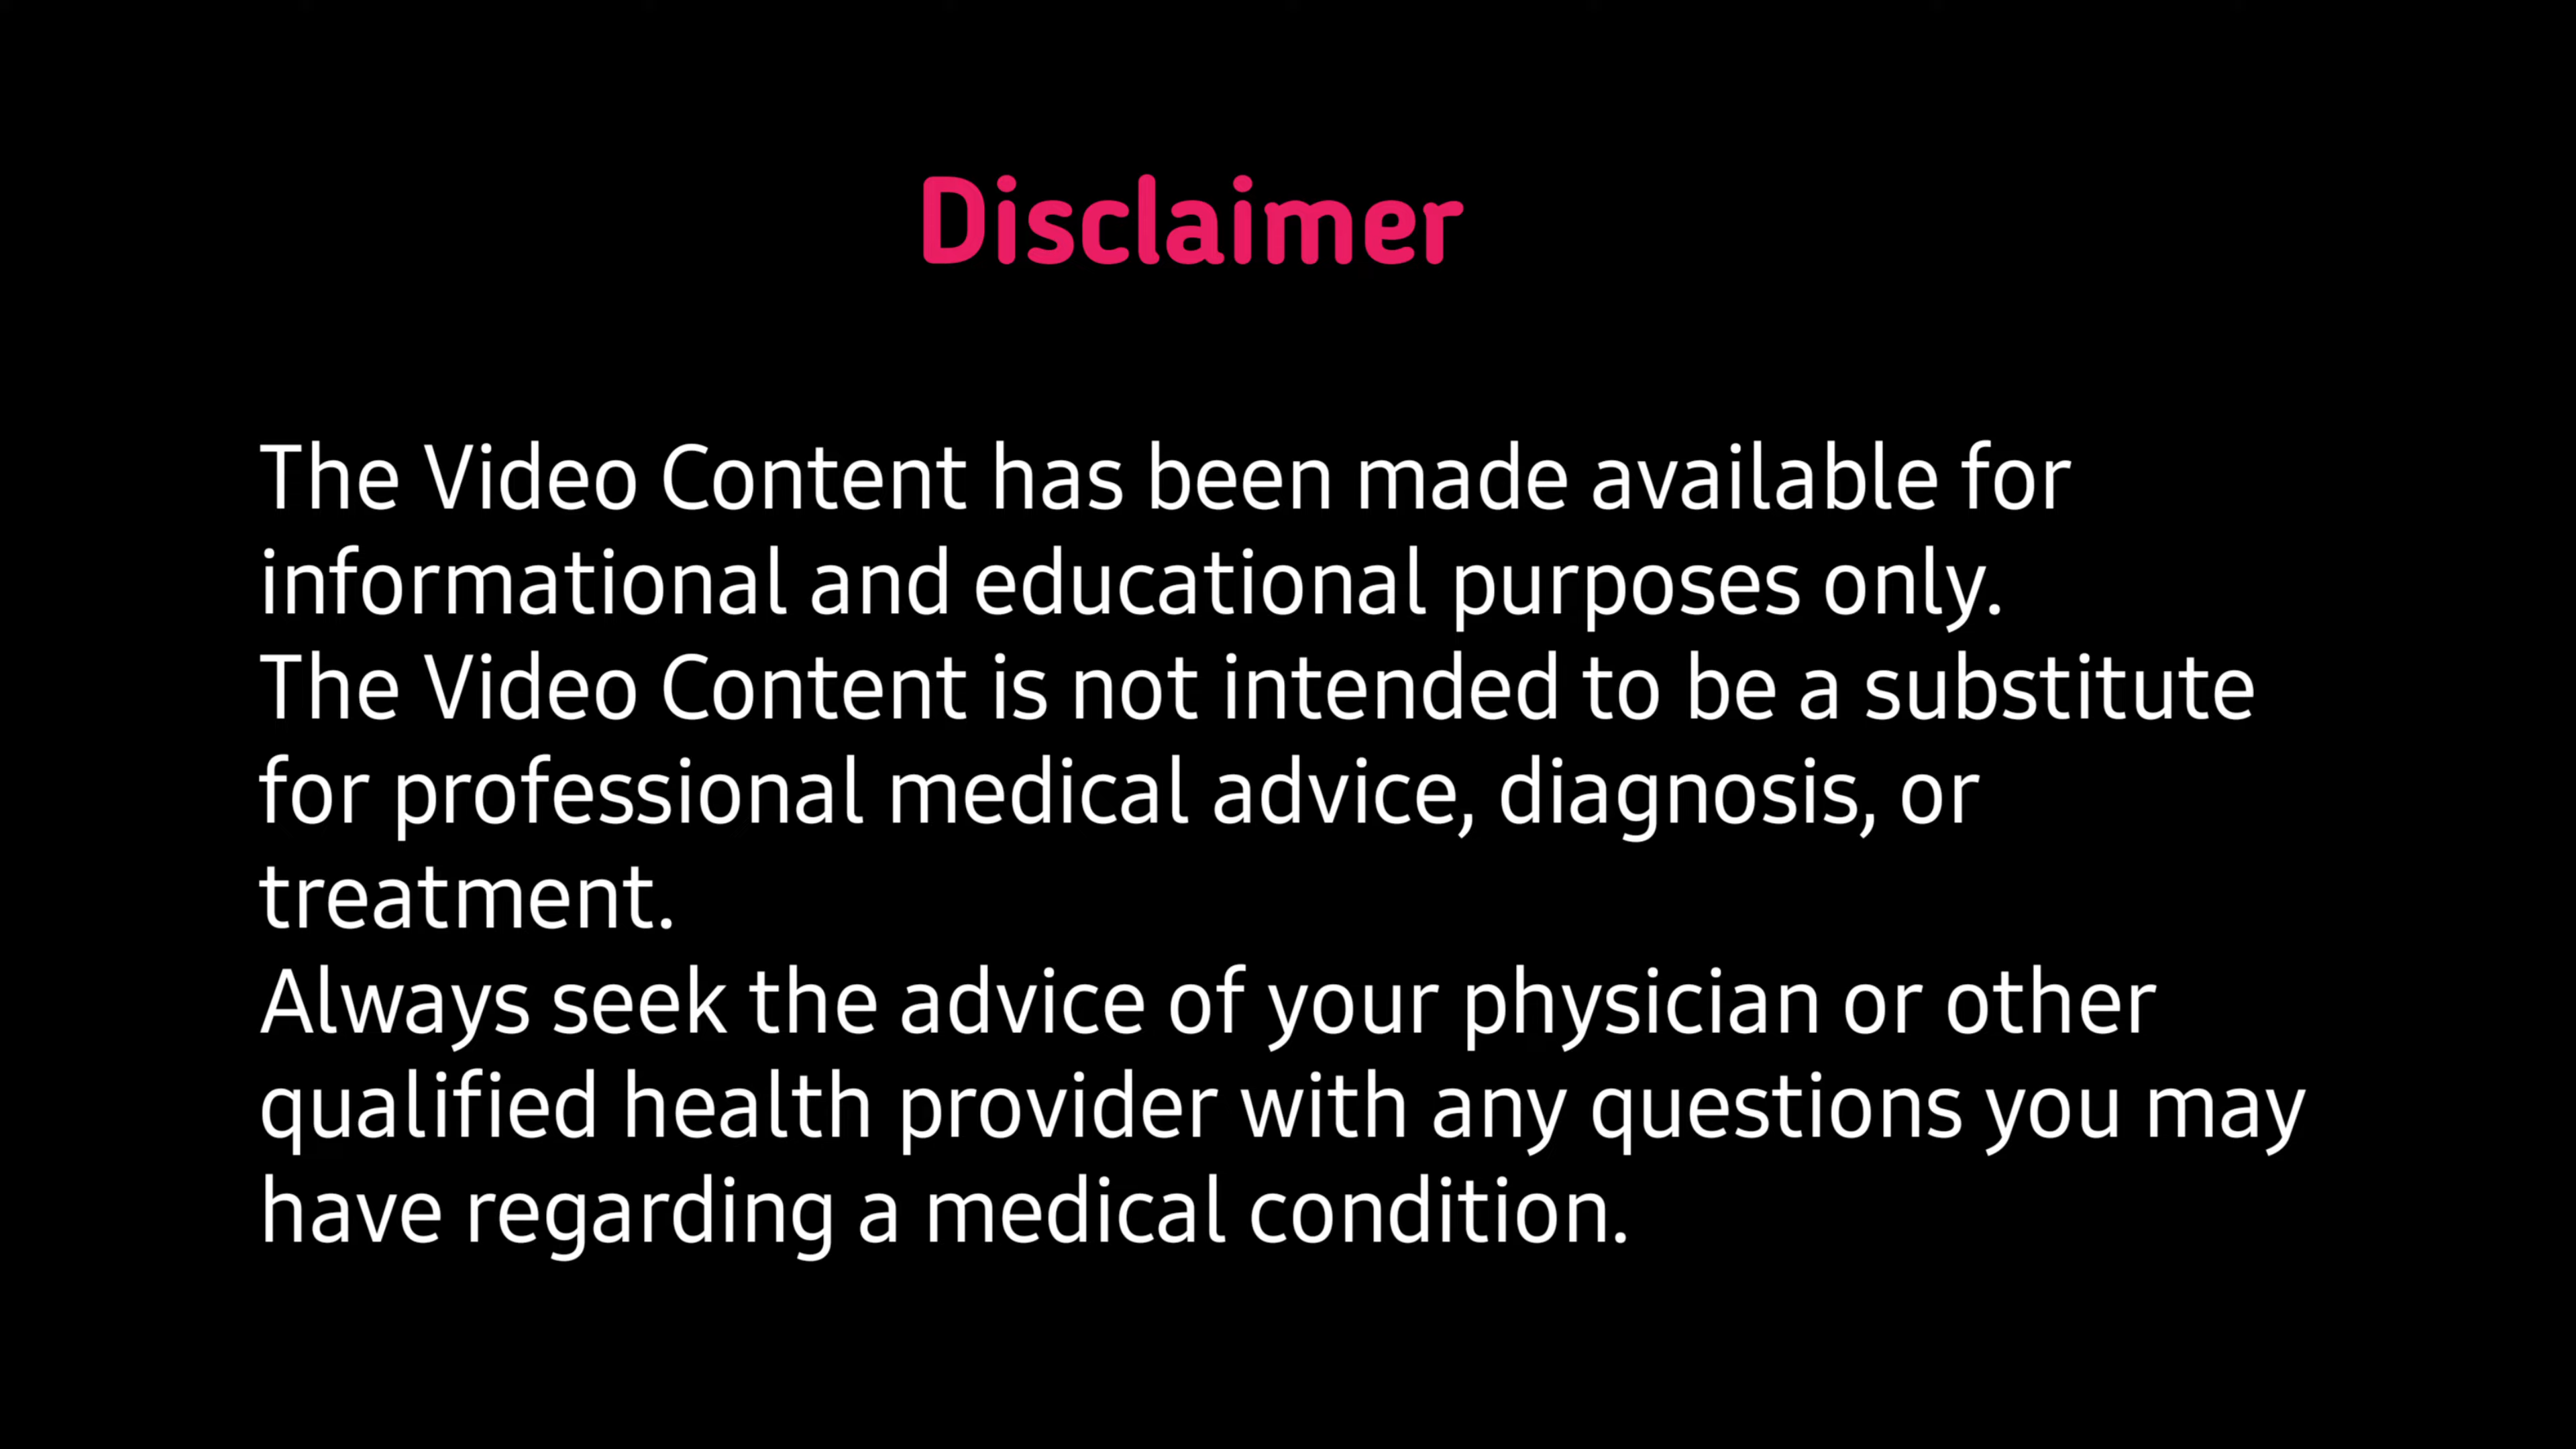 Disclaimer
The Video Content has been made available for
informational and educational purposes only.
The Video Content is not intended to be a substitute
for professional medical advice, diagnosis, or
treatment.
Always seek the advice of your physician or other
qualified health provider with any questions you may
have regarding a medical condition.